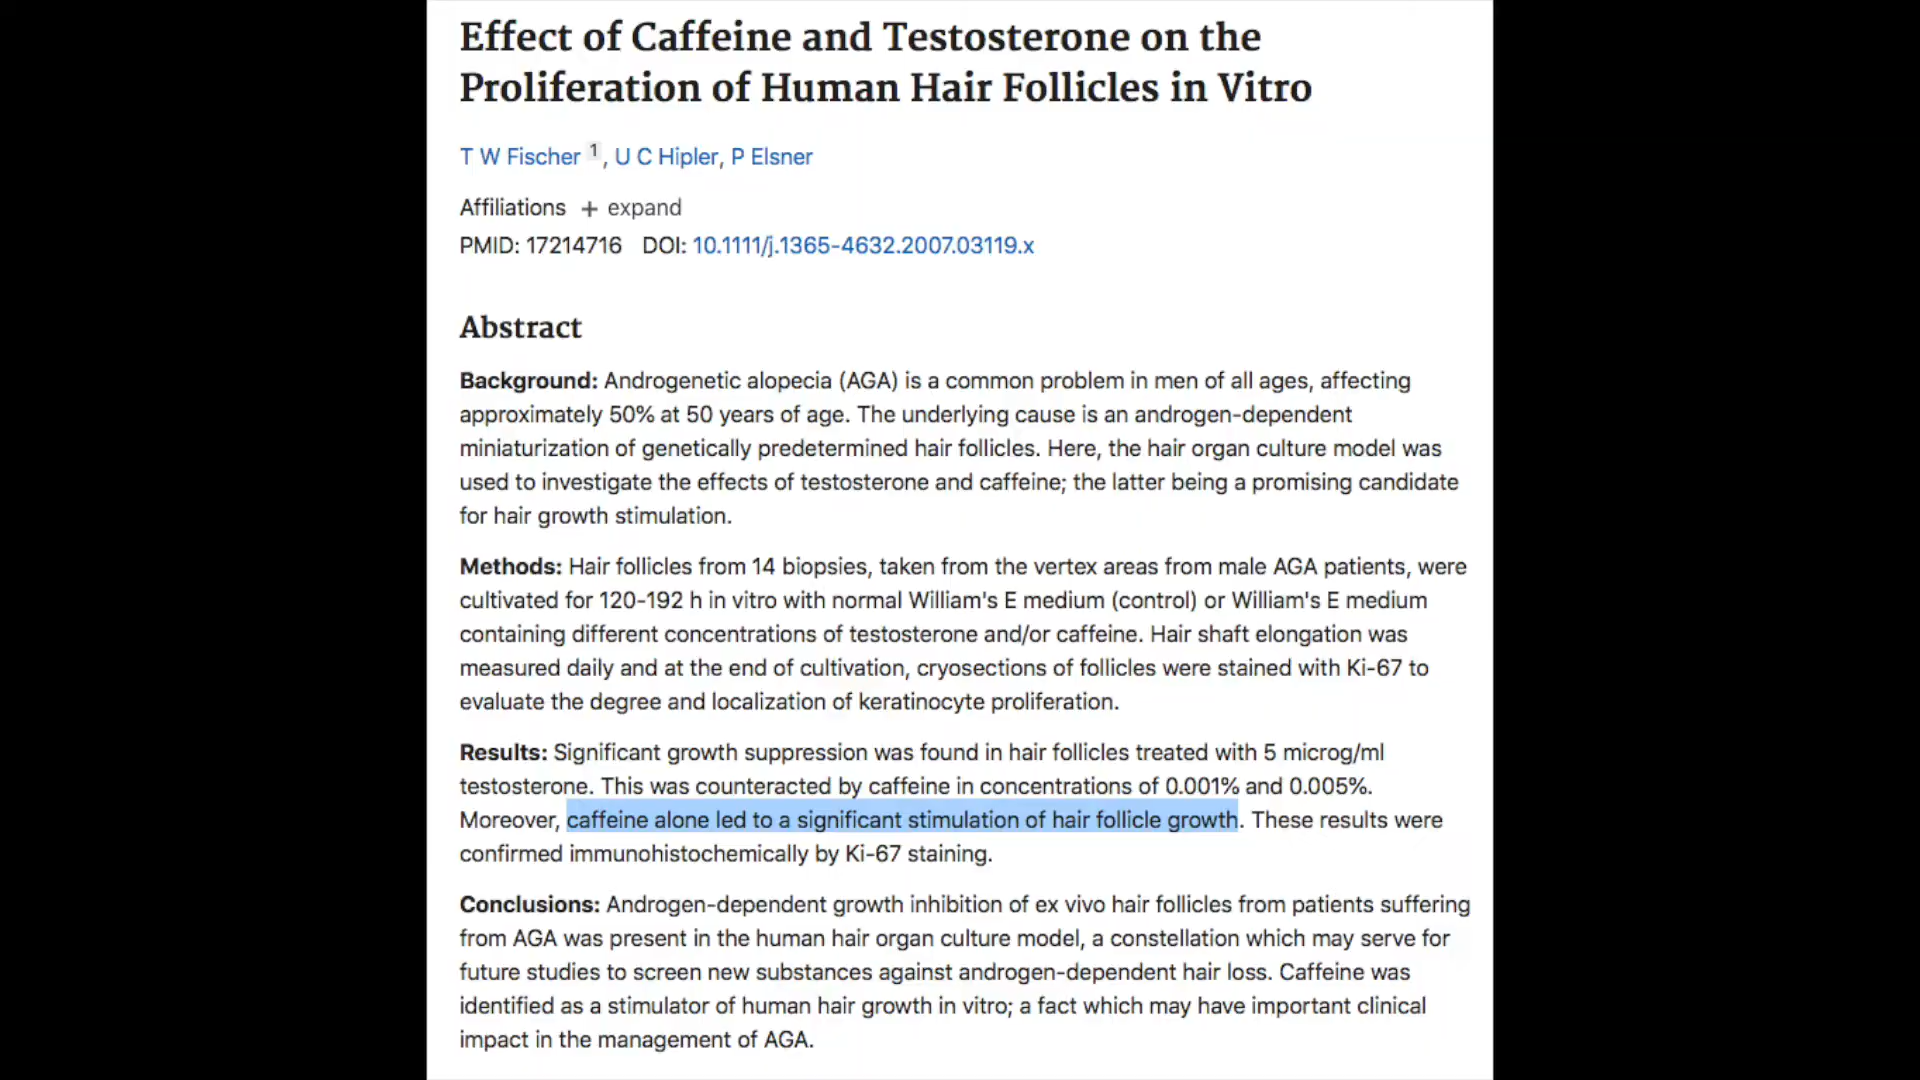 Effect of Caffeine and Testosterone on the
Proliferation of Human Hair Follicles in Vitro
T W Fischer 1, U C Hipler, P Elsner
Affiliations + expand
PMID: 17214716 DOI: 10.1111/j.1365-4632.2007.03119.x
Abstract
Background: Androgenetic alopecia (AGA) is a common problem in men of all ages, affecting
approximately 50% at 50 years of age. The underlying cause is an androgen-dependent
miniaturization of genetically predetermined hair follicles. Here, the hair organ culture model was
used to investigate the effects of testosterone and caffeine; the latter being a promising candidate
for hair growth stimulation.
Methods: Hair follicles from 14 biopsies, taken from the vertex areas from male AGA patients, were
cultivated for 120-192 h in vitro with normal William's E medium (control) or William's E medium
containing different concentrations of testosterone and/or caffeine. Hair shaft elongation was
measured daily and at the end of cultivation, cryosections of follicles were stained with Ki-67 to
evaluate the degree and localization of keratinocyte proliferation.
Results: Significant growth suppression was found in hair follicles treated with 5 microg/ml
testosterone. This was counteracted by caffeine in concentrations of 0.001% and 0.005%.
Moreover, caffeine alone led to a significant stimulation of hair follicle growth. These results were
confirmed immunohistochemically by Ki-67 staining.
Conclusions: Androgen-dependent growth inhibition of ex vivo hair follicles from patients suffering
from AGA was present in the human hair organ culture model, a constellation which may serve for
future studies to screen new substances against androgen-dependent hair loss. Caffeine was
identified as a stimulator of human hair growth in vitro; a fact which may have important clinical
impact in the management of AGA.